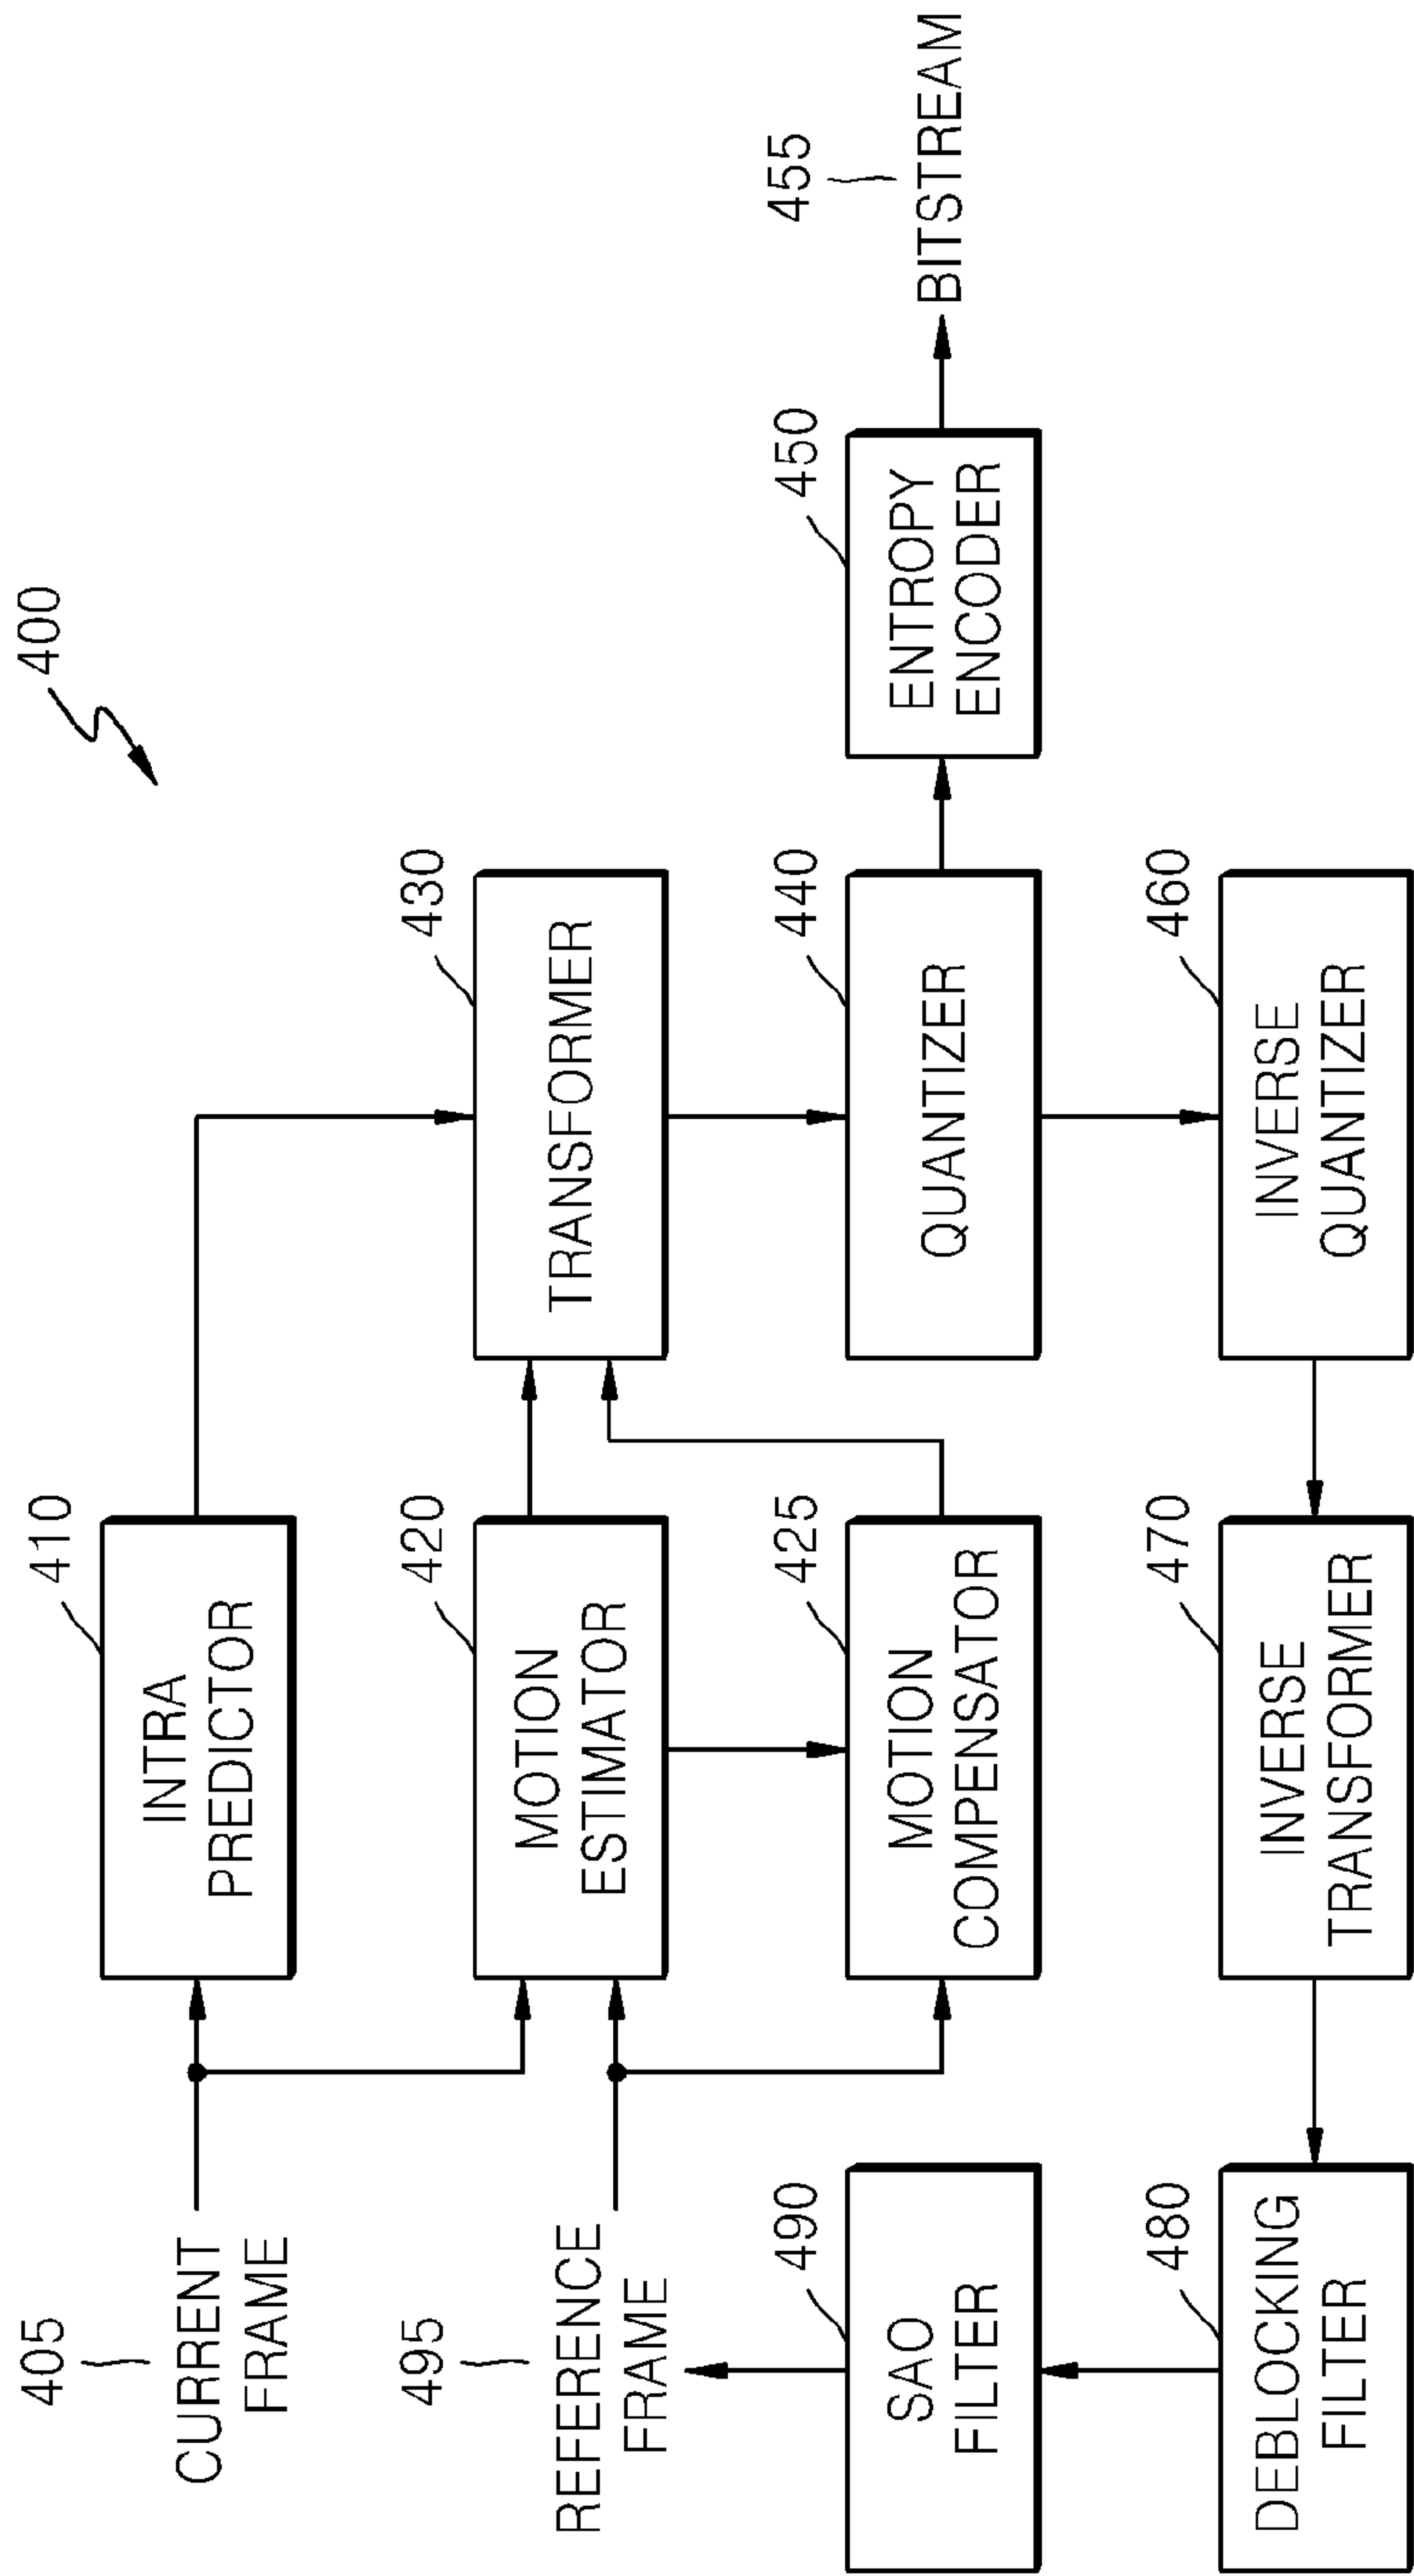 400
405
CURRENT
FRAME
410
INTRA
PREDICTOR
495
REFERENCE
FRAME
420
MOTION
ESTIMATOR
430
TRANSFORMER
490
SAO
FILTER
425
MOTION
COMPENSATOR
440
QUANTIZER
450
ENTROPY
ENCODER
455
BITSTREAM
480
DEBLOCKING
FILTER
470
INVERSE
TRANSFORMER
460
INVERSE
QUANTIZER